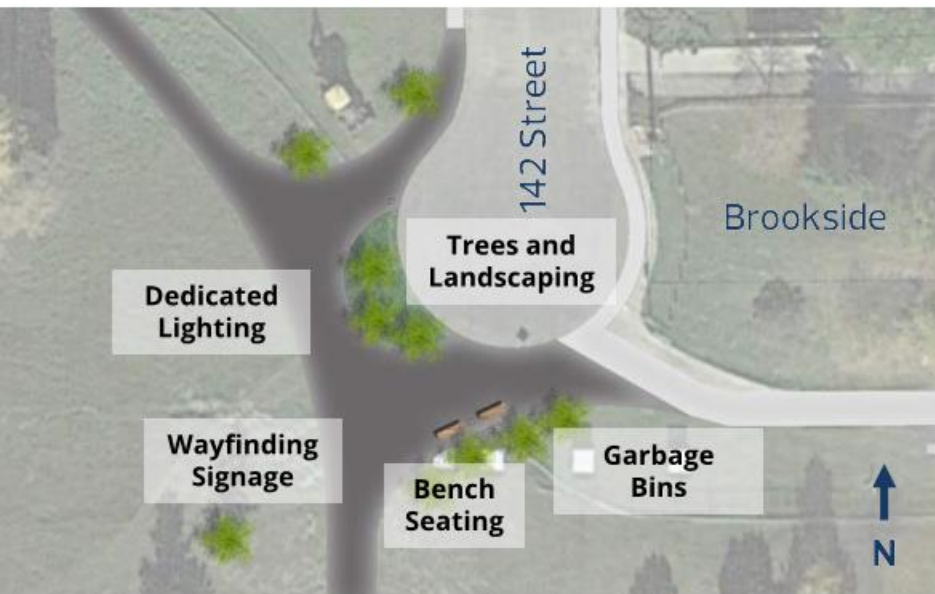 142 Street
Brookside
Trees and
Landscaping
Dedicated
Lighting
Wayfinding
Signage
Bench
Seating
Garbage
Bins
N